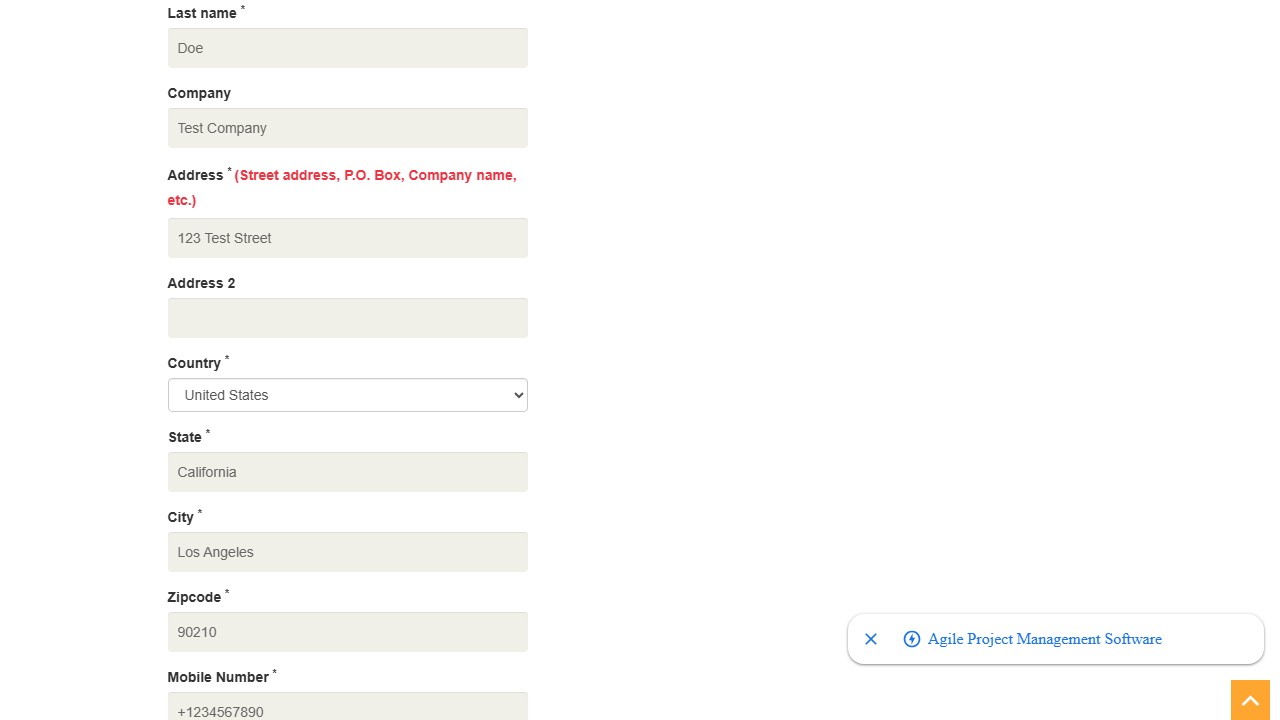 Last name *
Doe
Company
Test Company
Address * (Street address, P.O. Box, Company name,
etc.)
123 Test Street
Address 2
Country *
United States
State *
California
City *
Los Angeles
Zipcode *
90210
Agile Project Management Software
Mobile Number *
+1234567890